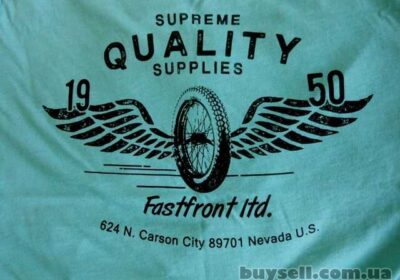 SUPREME
QUALITY
SUPPLIES
19 50
Fastfront ltd.
624 N. Carson City 89701 Nevada U.S.
buysell.com.ua